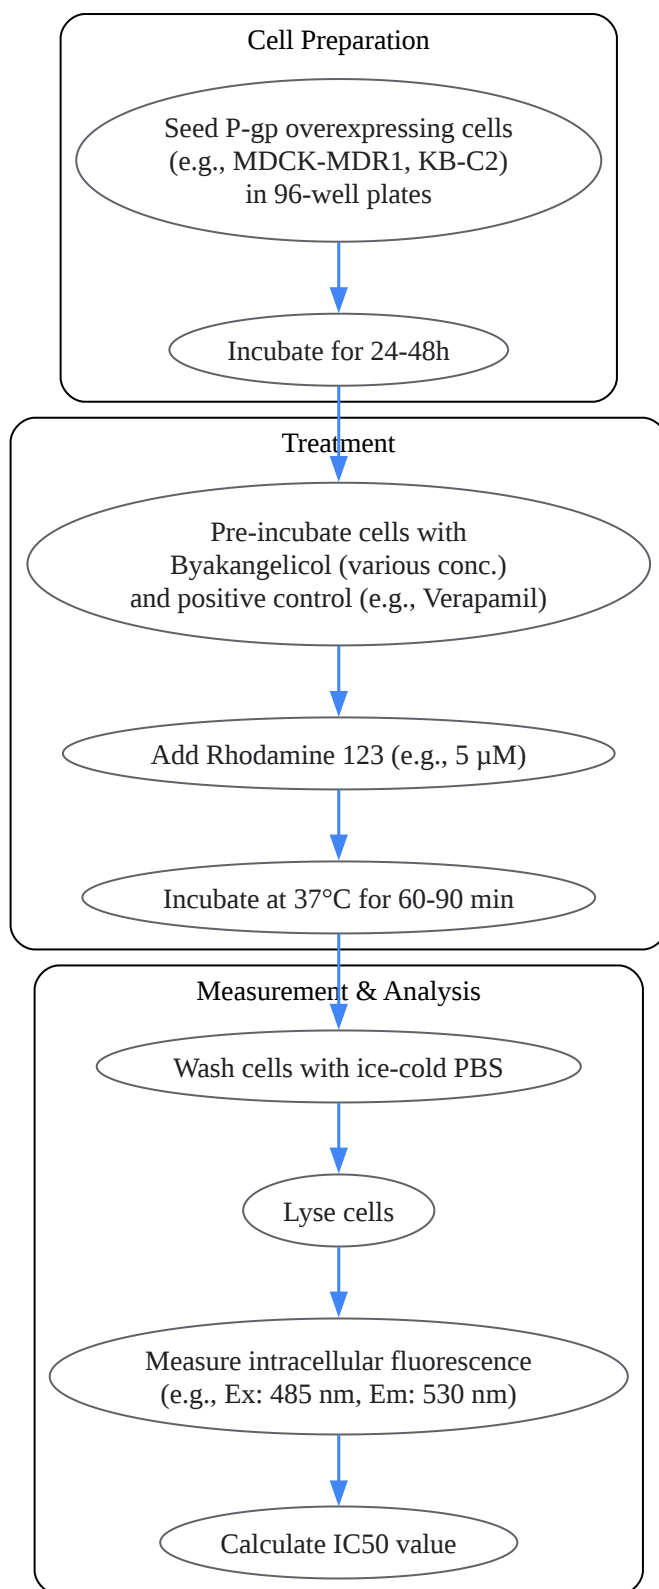 Cell Preparation
Seed P-gp overexpressing cells
(e.g., MDCK-MDR1, KB-C2)
in 96-well plates
Incubate for 24-48h
Treatment
Pre-incubate cells with
Byakangelicol (various conc.)
and positive control (e.g., Verapamil)
Add Rhodamine 123 (e.g., 5 µM)
Incubate at 37°C for 60-90 min
Measurement & Analysis
Wash cells with ice-cold PBS
Lyse cells
Measure intracellular fluorescence
(e.g., Ex: 485 nm, Em: 530 nm)
Calculate IC50 value